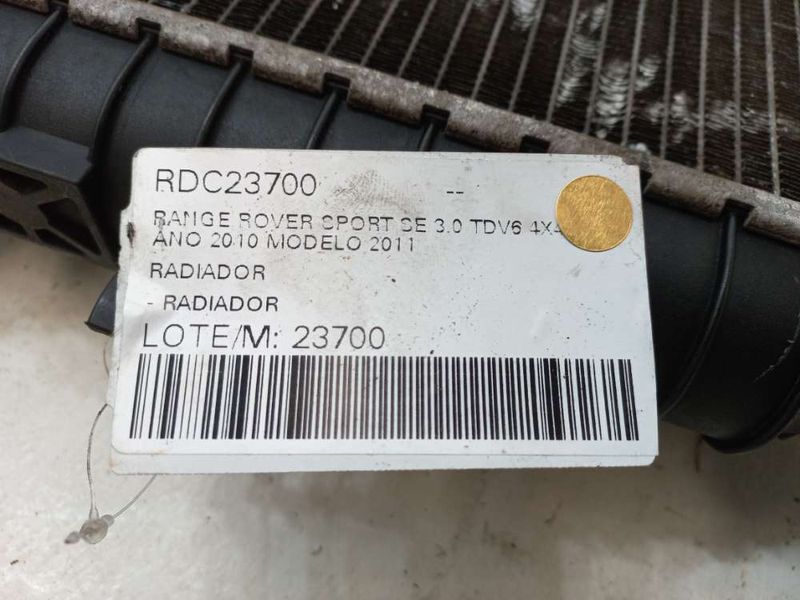 RDC23700 --
RANGE ROVER SPORT SE 3.0 TDV6
ANO 2010 MODELO 2011
RADIADOR
- RADIADOR
LOTE/M: 23700